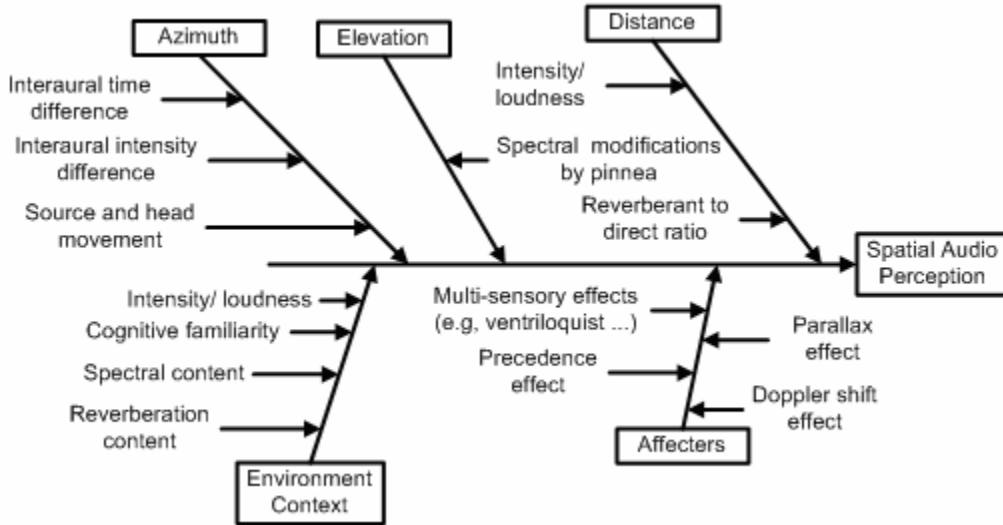 Azimuth
Elevation
Distance
Interaural time
difference
Interaural intensity
difference
Source and head
movement
Spectral modifications
by pinnea
Intensity/
loudness
Reverberant to
direct ratio
Spatial Audio
Perception
Intensity/ loudness
Cognitive familiarity
Spectral content
Reverberation
content
Environment
Context
Multi-sensory effects
(e.g, ventriloquist ...)
Precedence
effect
Parallax
effect
Doppler shift
effect
Affecters